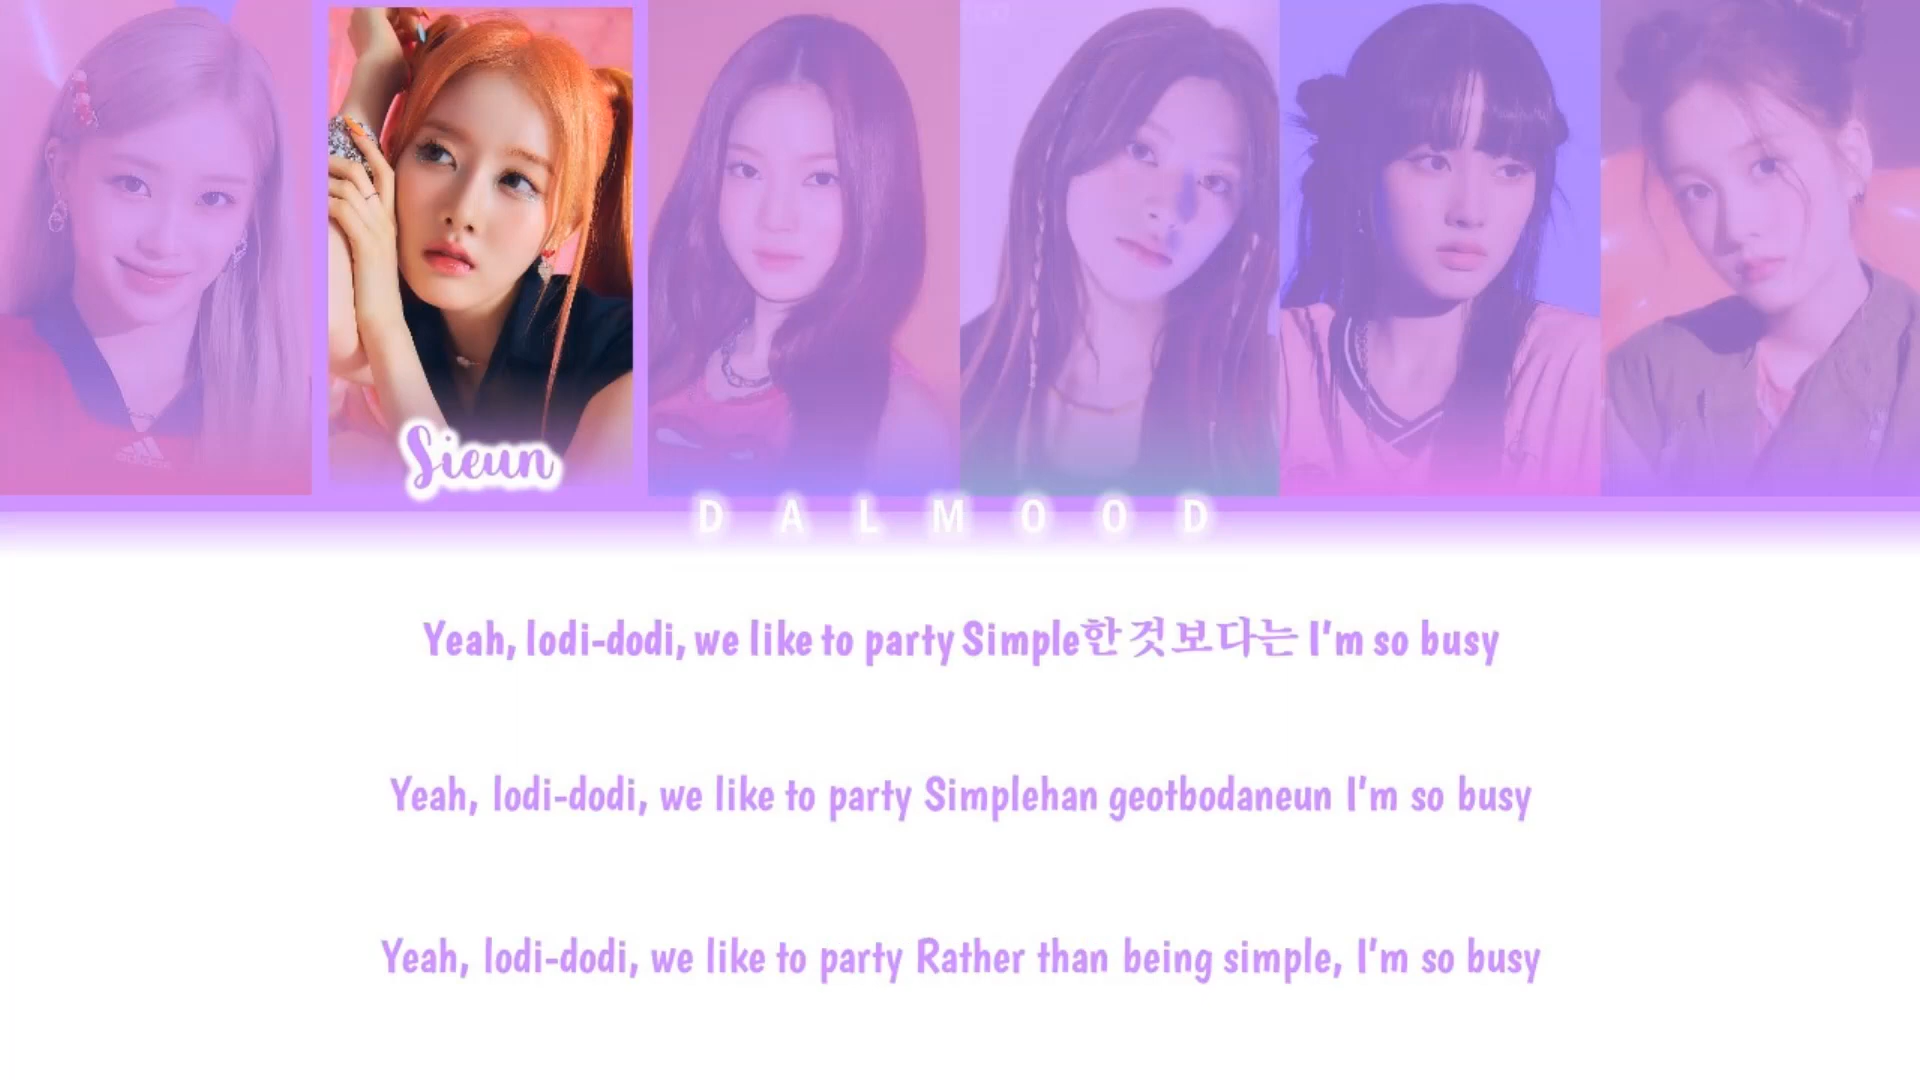 Sieun
DALMOOD
Yeah, lodi-dodi, we like to party Simple한 것 보다는 I'm so busy
Yeah, lodi-dodi, we like to party Simplehan geotbodaneun I'm so busy
Yeah, lodi-dodi, we like to party Rather than being simple, I'm so busy